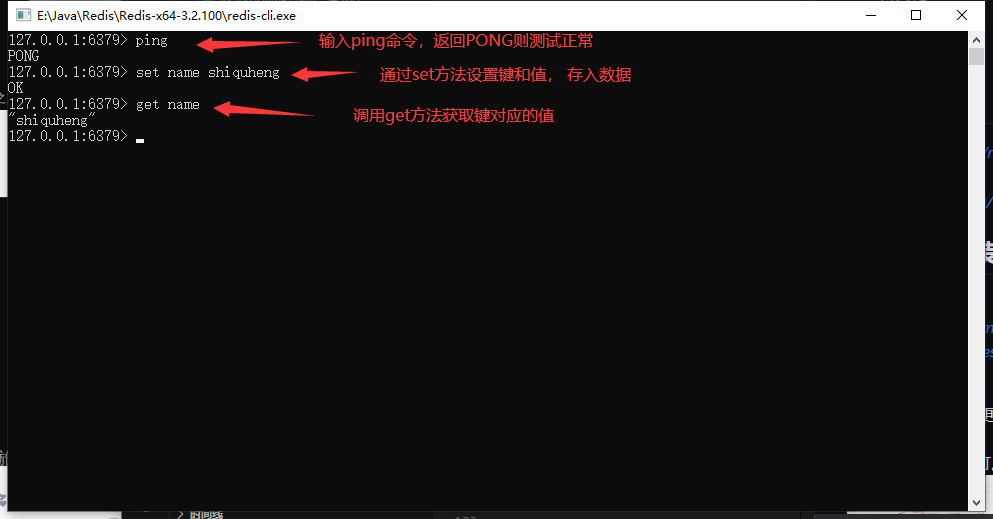 E:\Java\Redis\Redis-x64-3.2.100\redis-cli.exe
127.0.0.1:6379> ping
输入ping命令，返回PONG则测试正常
PONG
127.0.0.1:6379> set name shiquheng
通过set方法设置键和值， 存入数据
OK
127.0.0.1:6379> get name
调用get方法获取键对应的值
"shiquheng"
127.0.0.1:6379>
时间线